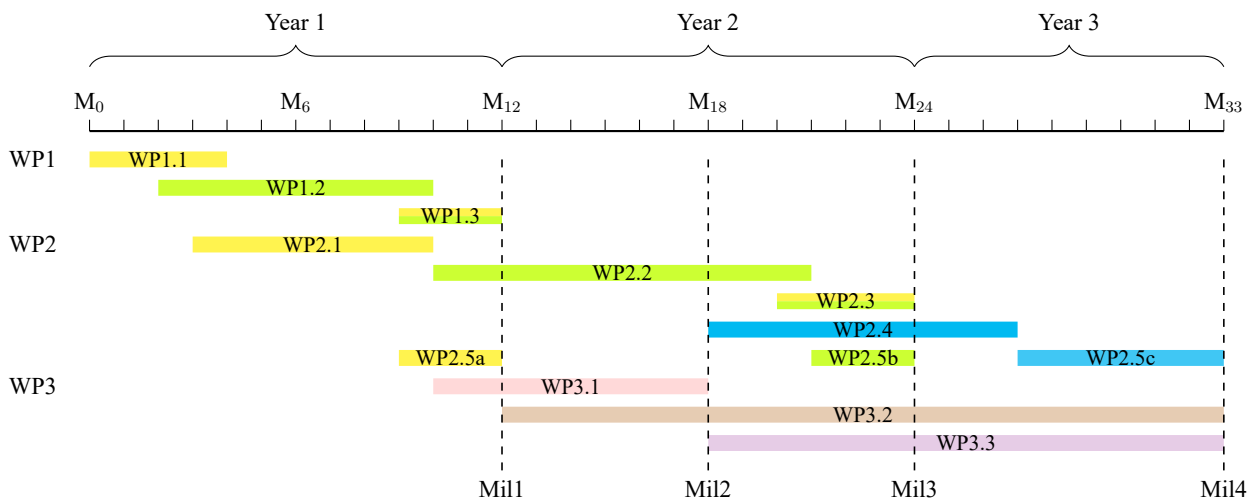 Year 1 Year 2 Year 3
M₀ M₆ M₁₂ M₁₈ M₂₄ M₃₃
WP1 WP1.1
WP1.2
WP1.3
WP2 WP2.1
WP2.2
WP2.3
WP2.4
WP2.5a WP2.5b WP2.5c
WP3 WP3.1
WP3.2
WP3.3
Mil1 Mil2 Mil3 Mil4